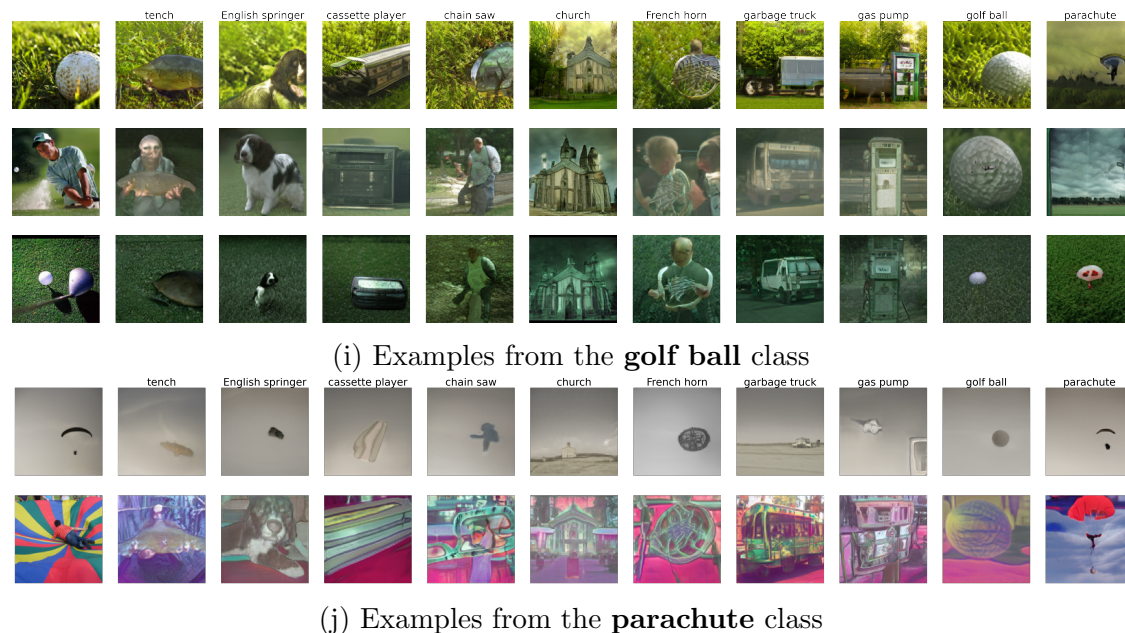 tench English springer cassette player chain saw church French horn garbage truck gas pump golf ball parachute
(i) Examples from the golf ball class
tench English springer cassette player chain saw church French horn garbage truck gas pump golf ball parachute
(j) Examples from the parachute class